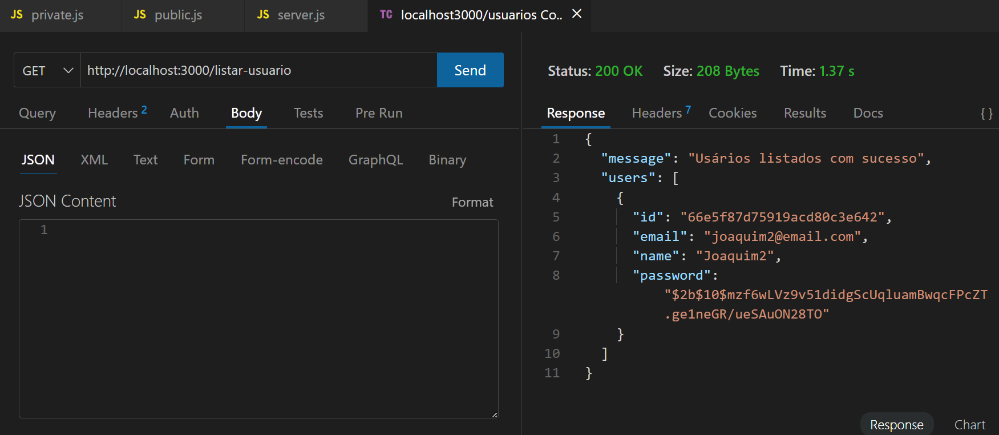 JS private.js JS public.js JS server.js TC localhost3000/usuarios Co..
GET http://localhost:3000/listar-usuario Send
Query Headers 2 Auth Body Tests Pre Run
JSON XML Text Form Form-encode GraphQL Binary
JSON Content Format
1
Status: 200 OK Size: 208 Bytes Time: 1.37 s
Response Headers 7 Cookies Results Docs {}
1 {
2 "message": "Usários listados com sucesso",
3 "users": [
4 {
5 "id": "66e5f87d75919acd80c3e642",
6 "email": "joaquim2@email.com",
7 "name": "Joaquim2",
8 "password":
"$2b$10$mzf6wLVz9v51didgScUqluamBwqcFPcZT
.ge1neGR/ueSAuON28TO"
9 }
10 ]
11 }
Response Chart